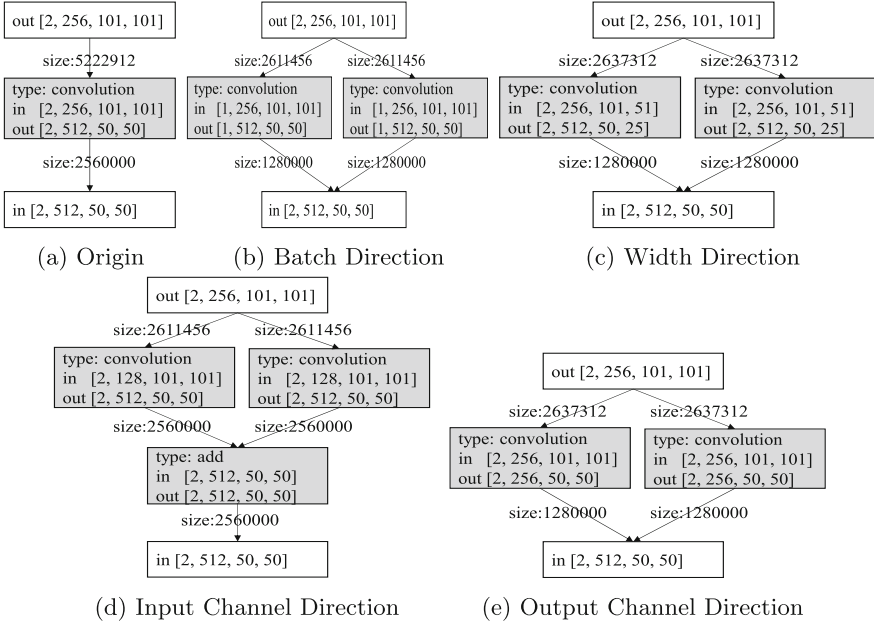 out [2, 256, 101, 101]
size:5222912
type: convolution
in [2, 256, 101, 101]
out [2, 512, 50, 50]
size:2560000
in [2, 512, 50, 50]
(a) Origin
out [2, 256, 101, 101]
size:2611456 size:2611456
type: convolution type: convolution
in [1, 256, 101, 101] in [1, 256, 101, 101]
out [1, 512, 50, 50] out [1, 512, 50, 50]
size:1280000 size:1280000
in [2, 512, 50, 50]
(b) Batch Direction
out [2, 256, 101, 101]
size:2637312 size:2637312
type: convolution type: convolution
in [2, 256, 101, 51] in [2, 256, 101, 51]
out [2, 512, 50, 25] out [2, 512, 50, 25]
size:1280000 size:1280000
in [2, 512, 50, 50]
(c) Width Direction
out [2, 256, 101, 101]
size:2611456 size:2611456
type: convolution type: convolution
in [2, 128, 101, 101] in [2, 128, 101, 101]
out [2, 512, 50, 50] out [2, 512, 50, 50]
size:2560000 size:2560000
type: add
in [2, 512, 50, 50]
out [2, 512, 50, 50]
size:2560000
in [2, 512, 50, 50]
(d) Input Channel Direction
out [2, 256, 101, 101]
size:2637312 size:2637312
type: convolution type: convolution
in [2, 256, 101, 101] in [2, 256, 101, 101]
out [2, 256, 50, 50] out [2, 256, 50, 50]
size:1280000 size:1280000
in [2, 512, 50, 50]
(e) Output Channel Direction